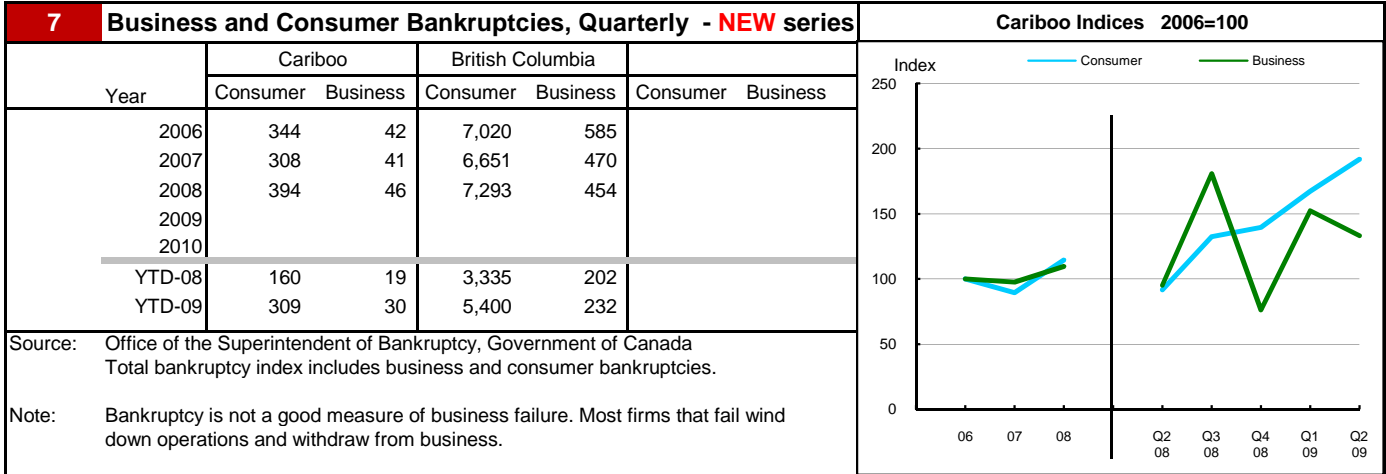 7 Business and Consumer Bankruptcies, Quarterly - NEW series
Cariboo British Columbia
Year Consumer Business Consumer Business Consumer Business
2006 344 42 7,020 585
2007 308 41 6,651 470
2008 394 46 7,293 454
2009
2010
YTD-08 160 19 3,335 202
YTD-09 309 30 5,400 232
Source: Office of the Superintendent of Bankruptcy, Government of Canada
Total bankruptcy index includes business and consumer bankruptcies.
Note: Bankruptcy is not a good measure of business failure. Most firms that fail wind
down operations and withdraw from business.
Cariboo Indices 2006=100
Index Consumer Business
250
200
150
100
50
0
06 07 08 Q2 Q3 Q4 Q1 Q2
08 08 08 09 09